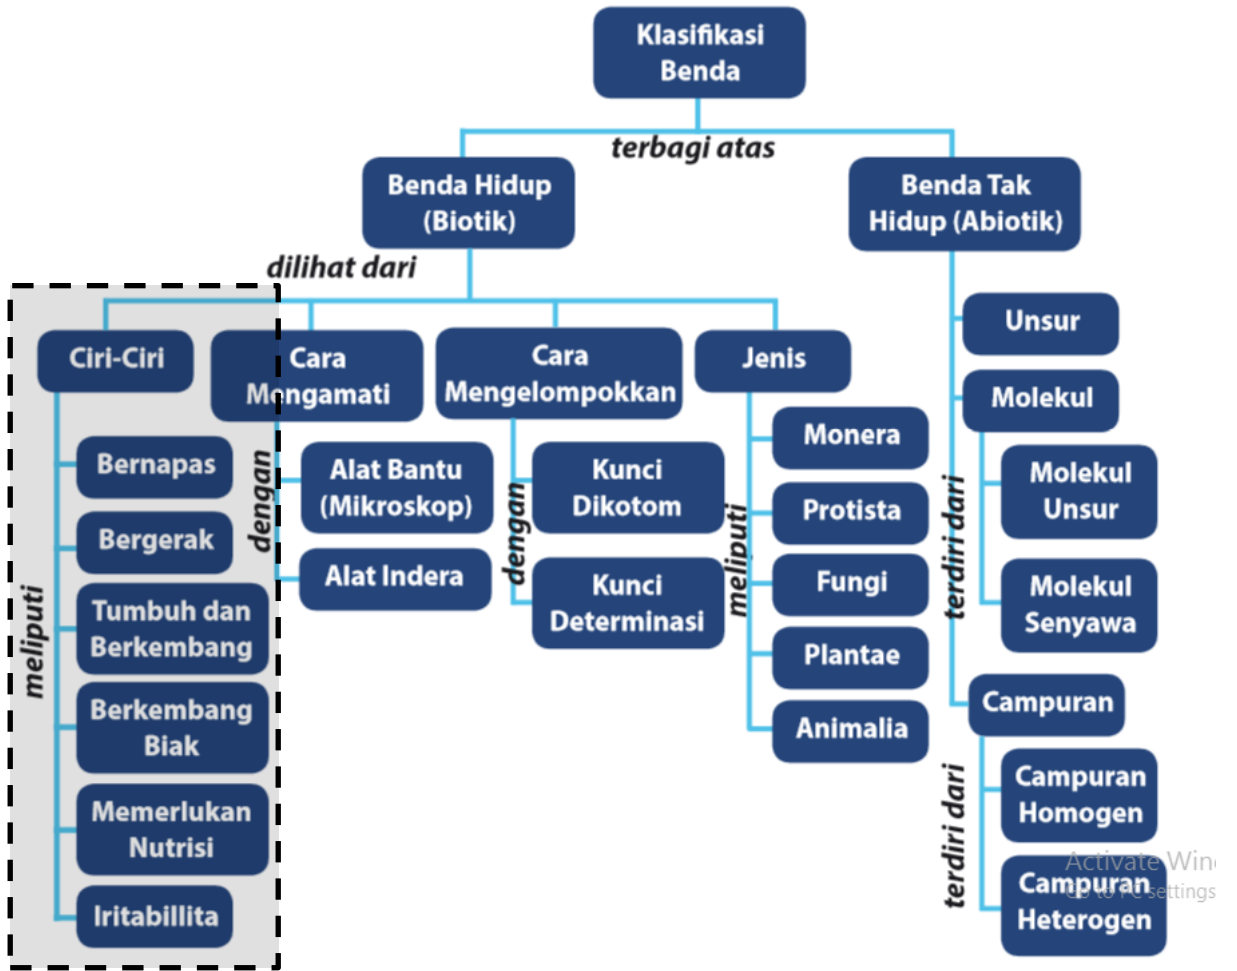 Klasifikasi
Benda
terbagi atas
Benda Hidup
(Biotik)
Benda Tak
Hidup (Abiotik)
dilihat dari
Ciri-Ciri
meliputi
Bernapas
Bergerak
Tumbuh dan
Berkembang
Berkembang
Biak
Memerlukan
Nutrisi
Iritabillita
Cara
Mengamati
dengan
Alat Bantu
(Mikroskop)
Alat Indera
Cara
Mengelompokkan
dengan
Kunci
Dikotom
Kunci
Determinasi
Jenis
meliputi
Monera
Protista
Fungi
Plantae
Animalia
terdiri dari
Unsur
Molekul
Molekul
Unsur
Molekul
Senyawa
Campuran
terdiri dari
Campuran
Homogen
Campuran
Heterogen
Activate Win
Go to PC settings